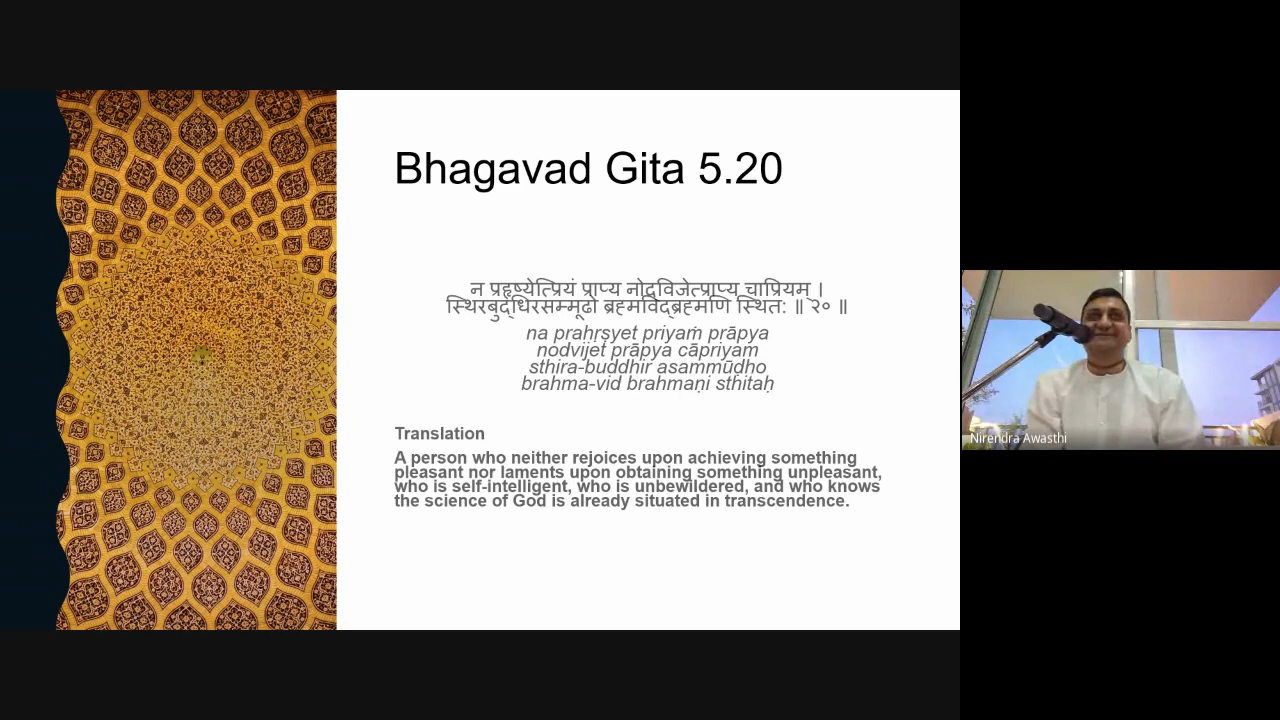 Bhagavad Gita 5.20
न प्रहृष्येत्प्रियं प्राप्य नोद्विजेत्प्राप्य चाप्रियम् ।
स्थिरबुद्धिरसम्मूढो ब्रह्मविद्ब्रह्मणि स्थित: ॥ २० ॥
na prahṛṣyet priyaṁ prāpya
nodvijet prāpya cāpriyam
sthira-buddhir asammūḍho
brahma-vid brahmaṇi sthitaḥ
Translation
A person who neither rejoices upon achieving something
pleasant nor laments upon obtaining something unpleasant,
who is self-intelligent, who is unbewildered, and who knows
the science of God is already situated in transcendence.
Nirendra Awasthi